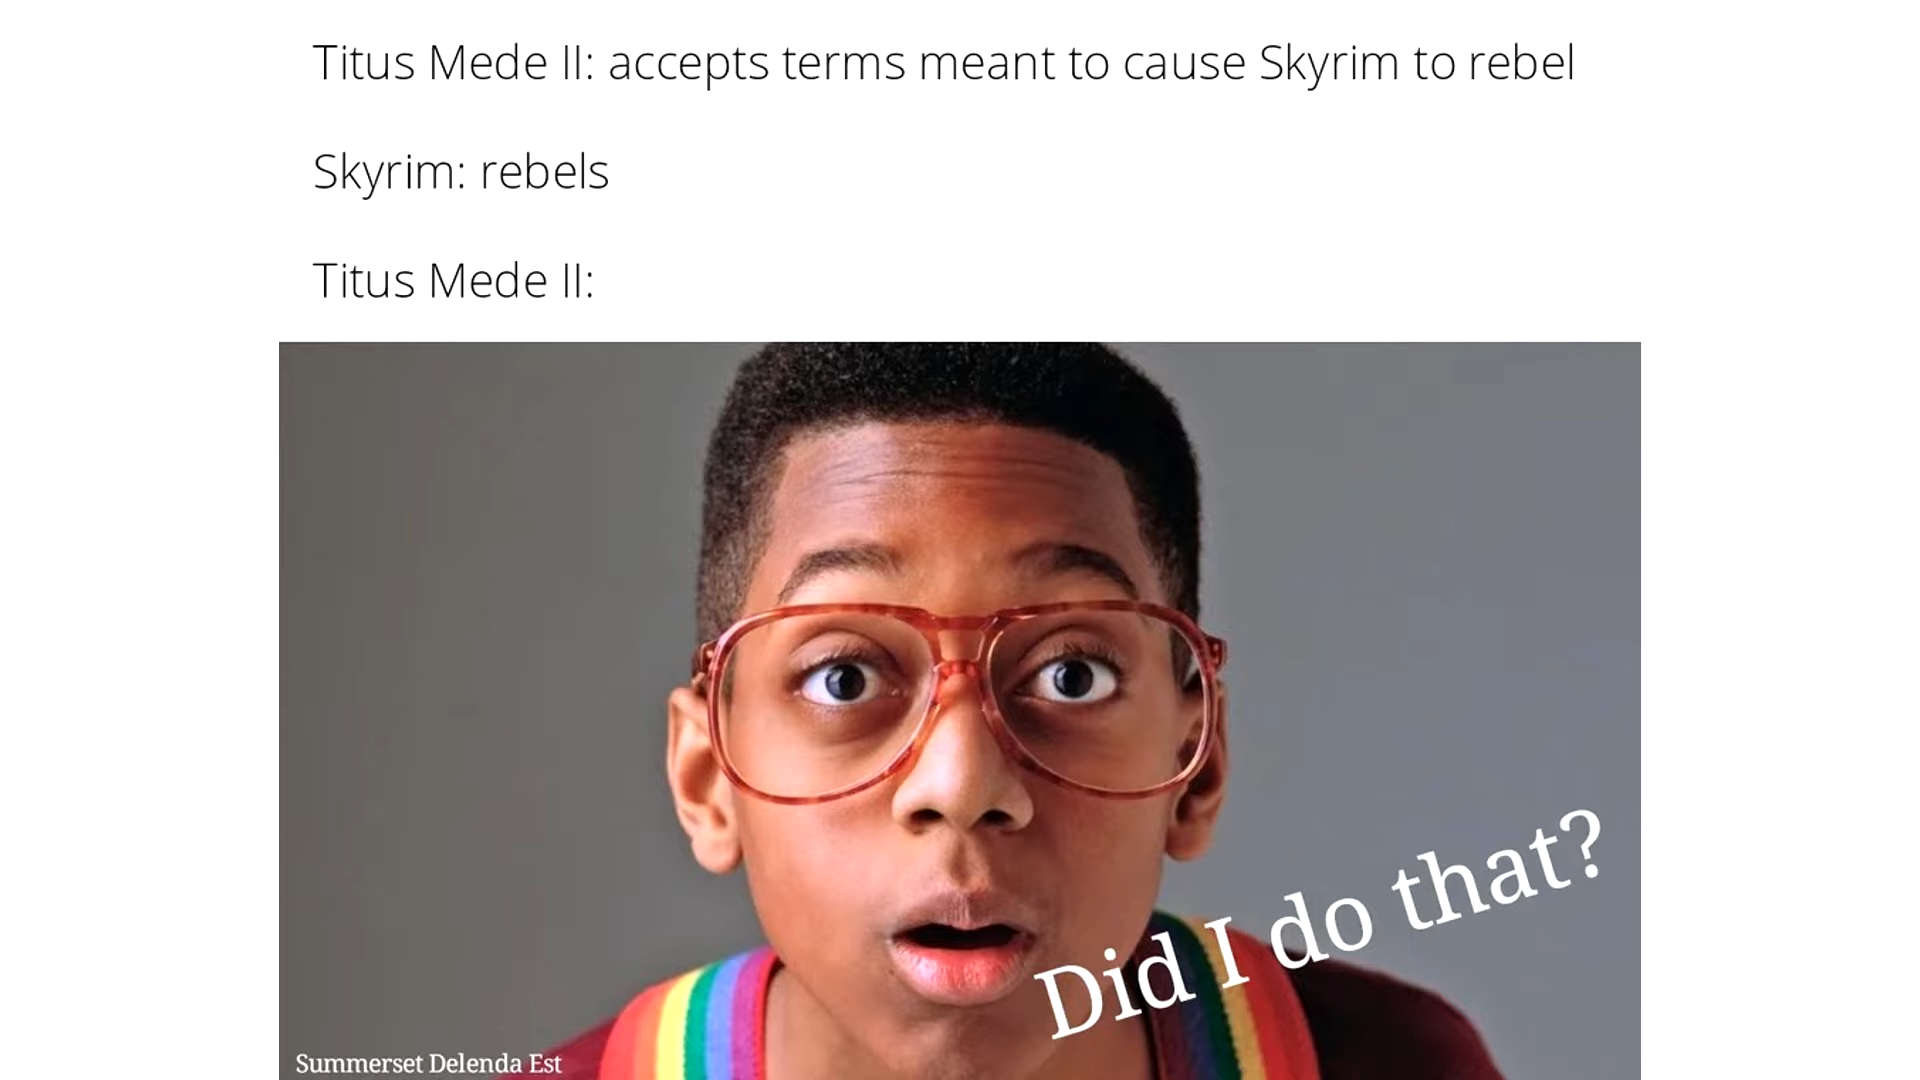 Titus Mede II: accepts terms meant to cause Skyrim to rebel
Skyrim: rebels
Titus Mede II:
Did I do that?
Summerset Delenda Est